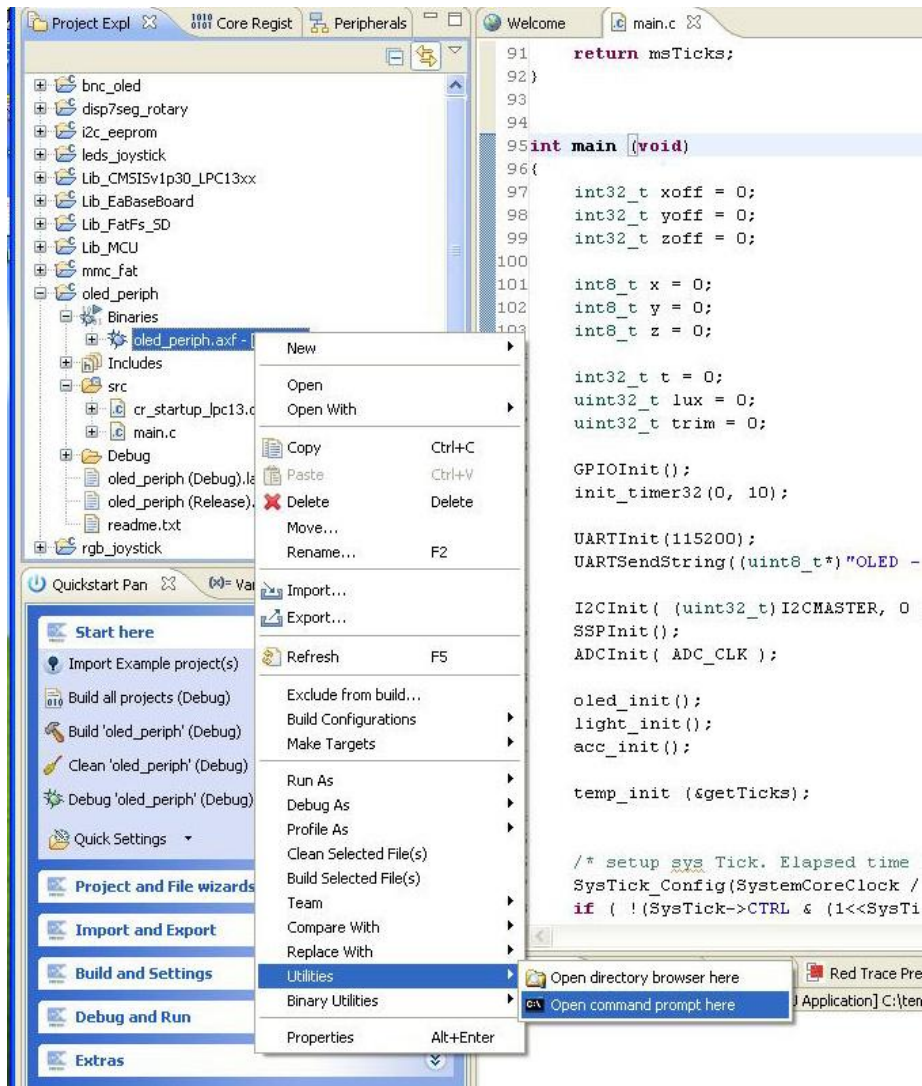 Project Expl
Core Regist
Peripherals
bnc_oled
disp7seg_rotary
i2c_eeprom
leds_joystick
Lib_CMSISv1p30_LPC13xx
Lib_EaBaseBoard
Lib_FatFs_SD
Lib_MCU
mmc_fat
oled_periph
Binaries
oled_periph.axf - [
Includes
src
cr_startup_lpc13.c
main.c
Debug
oled_periph (Debug).la
oled_periph (Release).
readme.txt
rgb_joystick
Quickstart Pan
(x)= Va
Start here
Import Example project(s)
Build all projects (Debug)
Build 'oled_periph' (Debug)
Clean 'oled_periph' (Debug)
Debug 'oled_periph' (Debug)
Quick Settings
Project and File wizards
Import and Export
Build and Settings
Debug and Run
Extras
New
Open
Open With
Copy Ctrl+C
Paste Ctrl+V
Delete Delete
Move...
Rename... F2
Import...
Export...
Refresh F5
Exclude from build...
Build Configurations
Make Targets
Run As
Debug As
Profile As
Clean Selected File(s)
Build Selected File(s)
Team
Compare With
Replace With
Utilities
Binary Utilities
Properties Alt+Enter
Open directory browser here
Open command prompt here
Welcome
main.c
91 return msTicks;
92 }
93
94
95 int main (void)
96 {
97 int32_t xoff = 0;
98 int32_t yoff = 0;
99 int32_t zoff = 0;
100
101 int8_t x = 0;
102 int8_t y = 0;
103 int8_t z = 0;
int32_t t = 0;
uint32_t lux = 0;
uint32_t trim = 0;
GPIOInit();
init_timer32(0, 10);
UARTInit(115200);
UARTSendString((uint8_t*)"OLED -
I2CInit( (uint32_t)I2CMASTER, 0
SSPInit();
ADCInit( ADC_CLK );
oled_init();
light_init();
acc_init();
temp_init (&getTicks);
/* setup sys Tick. Elapsed time
SysTick_Config(SystemCoreClock /
if ( !(SysTick->CTRL & (1<<SysTi
Red Trace Pre
Application] C:\ten